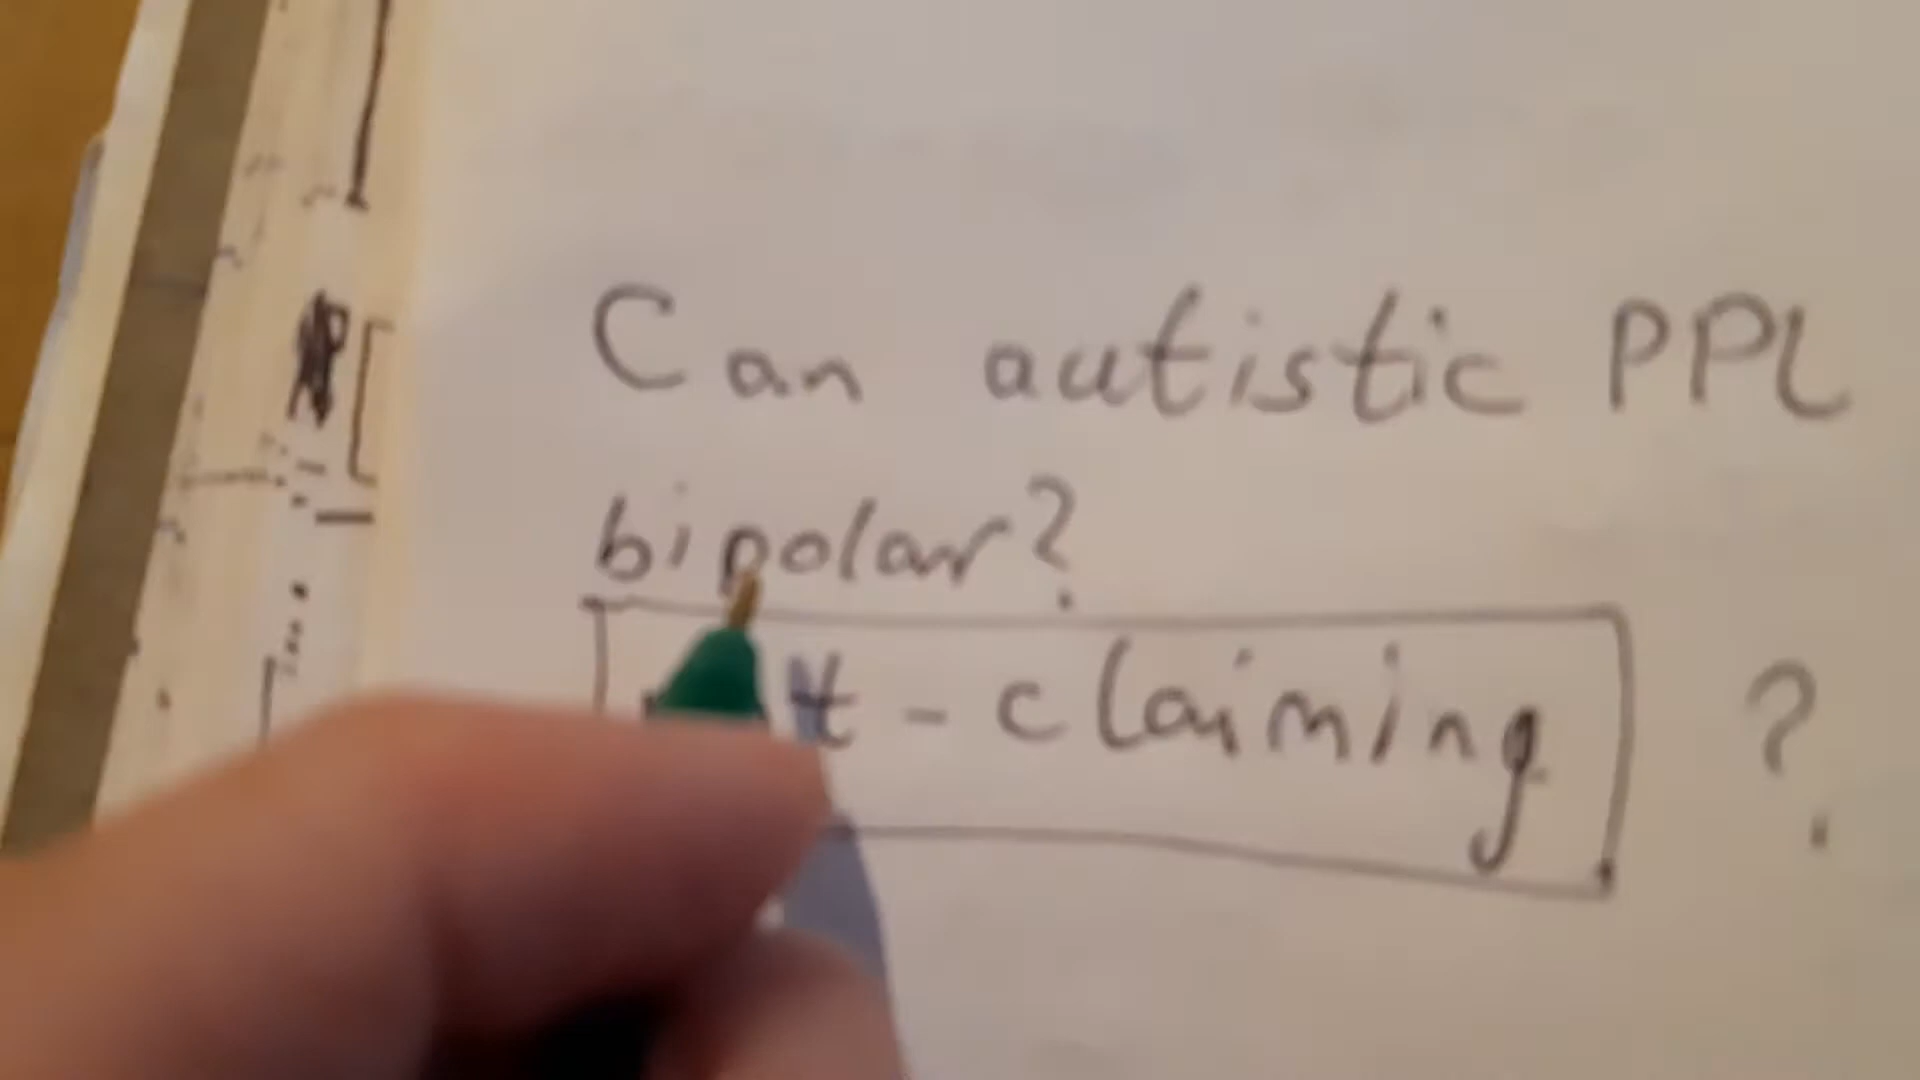 Can autistic PPL
bipolar?
t - claiming ?